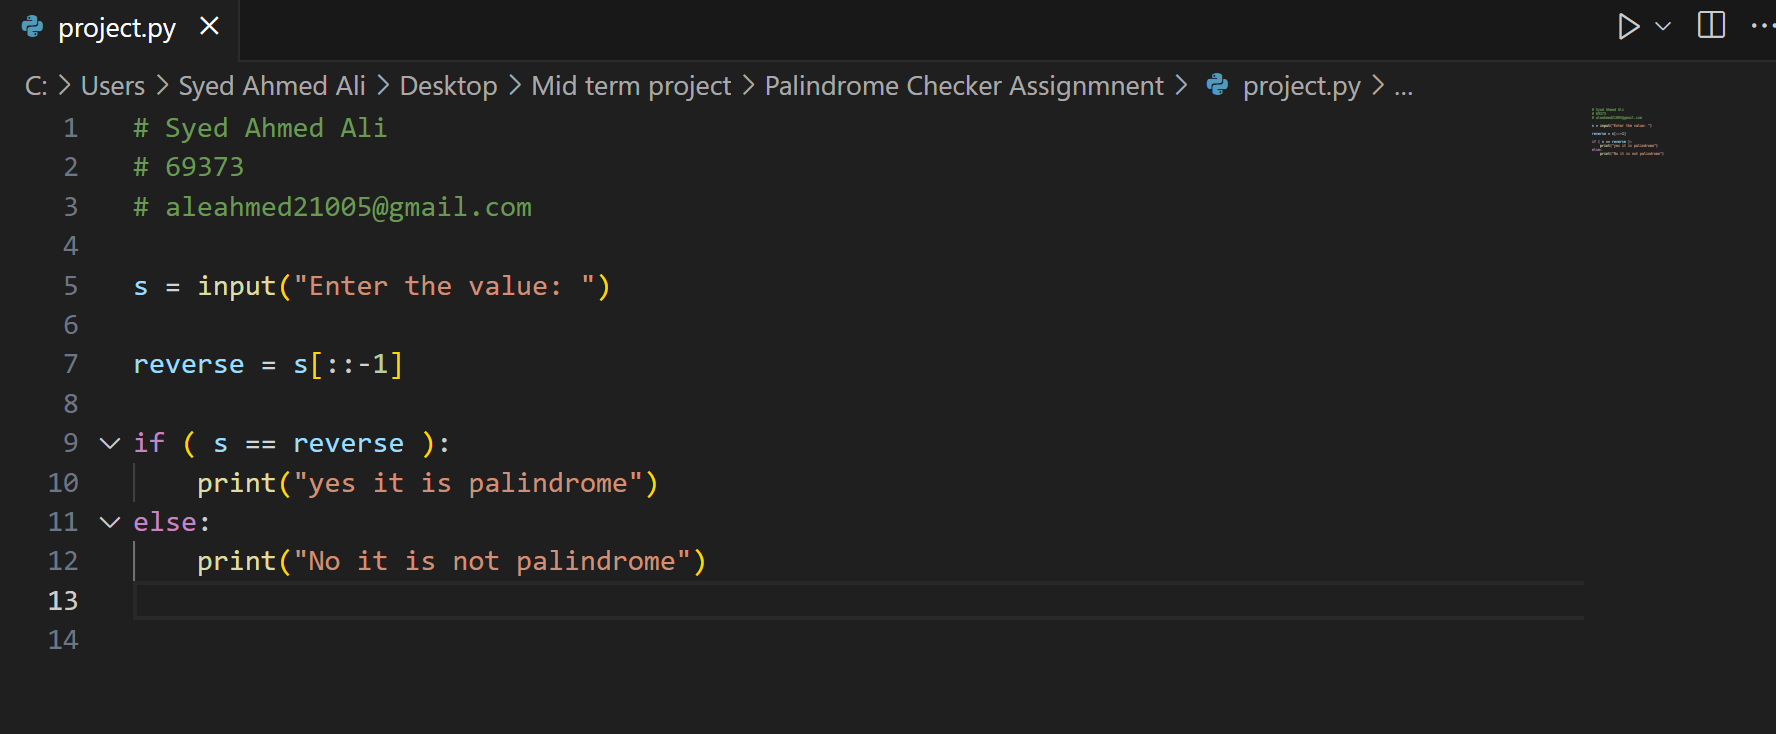 project.py
C: > Users > Syed Ahmed Ali > Desktop > Mid term project > Palindrome Checker Assignmnent > project.py > ...
1 # Syed Ahmed Ali
2 # 69373
3 # aleahmed21005@gmail.com
4
5 s = input("Enter the value: ")
6
7 reverse = s[::-1]
8
9 if ( s == reverse ):
10     print("yes it is palindrome")
11 else:
12     print("No it is not palindrome")
13
14